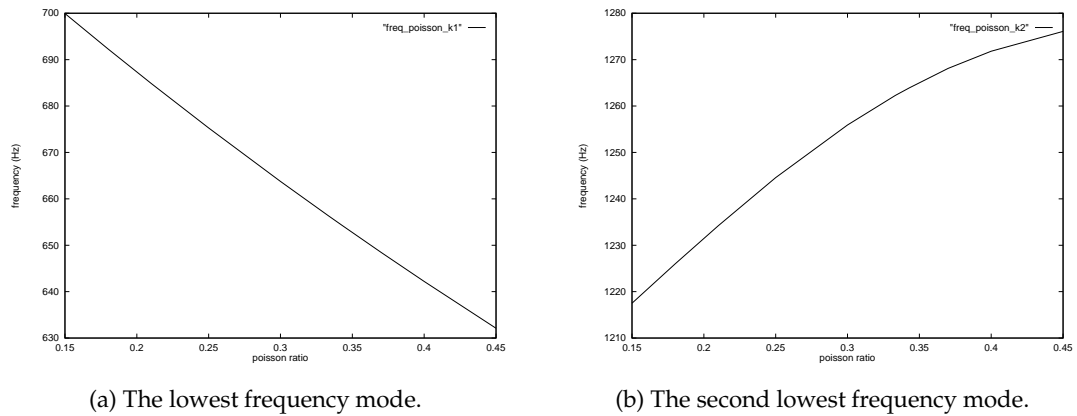 700
690
680
670
660
650
640
630
0.15 0.2 0.25 0.3 0.35 0.4 0.45
frequency (Hz)
poisson ratio
"freq_poisson_k1"
(a) The lowest frequency mode.
1280
1270
1260
1250
1240
1230
1220
1210
0.15 0.2 0.25 0.3 0.35 0.4 0.45
frequency (Hz)
poisson ratio
"freq_poisson_k2"
(b) The second lowest frequency mode.